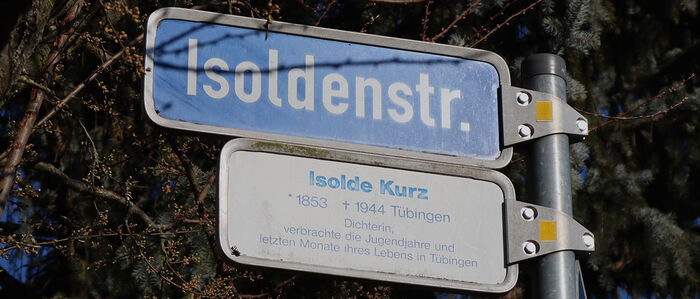 Isoldenstr.
Isolde Kurz
* 1853 † 1944 Tübingen
Dichterin,
verbrachte die Jugendjahre und
letzten Monate ihres Lebens in Tübingen